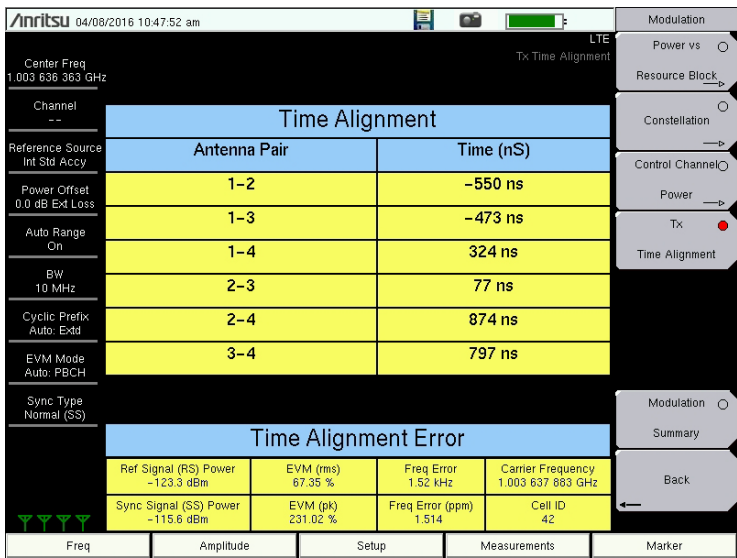 Anritsu 04/08/2016 10:47:52 am
Modulation
LTE
Tx Time Alignment
Center Freq
1.003 636 363 GHz
Channel
--
Reference Source
Int Std Accy
Power Offset
0.0 dB Ext Loss
Auto Range
On
BW
10 MHz
Cyclic Prefix
Auto: Extd
EVM Mode
Auto: PBCH
Sync Type
Normal (SS)
Time Alignment
Antenna Pair Time (nS)
1-2 -550 ns
1-3 -473 ns
1-4 324 ns
2-3 77 ns
2-4 874 ns
3-4 797 ns
Time Alignment Error
Ref Signal (RS) Power EVM (rms) Freq Error Carrier Frequency
-123.3 dBm 67.35 % 1.52 kHz 1.003 637 883 GHz
Sync Signal (SS) Power EVM (pk) Freq Error (ppm) Cell ID
-115.6 dBm 231.02 % 1.514 42
Power vs
Resource Block
Constellation
Control Channel
Power
Tx
Time Alignment
Modulation
Summary
Back
Freq Amplitude Setup Measurements Marker